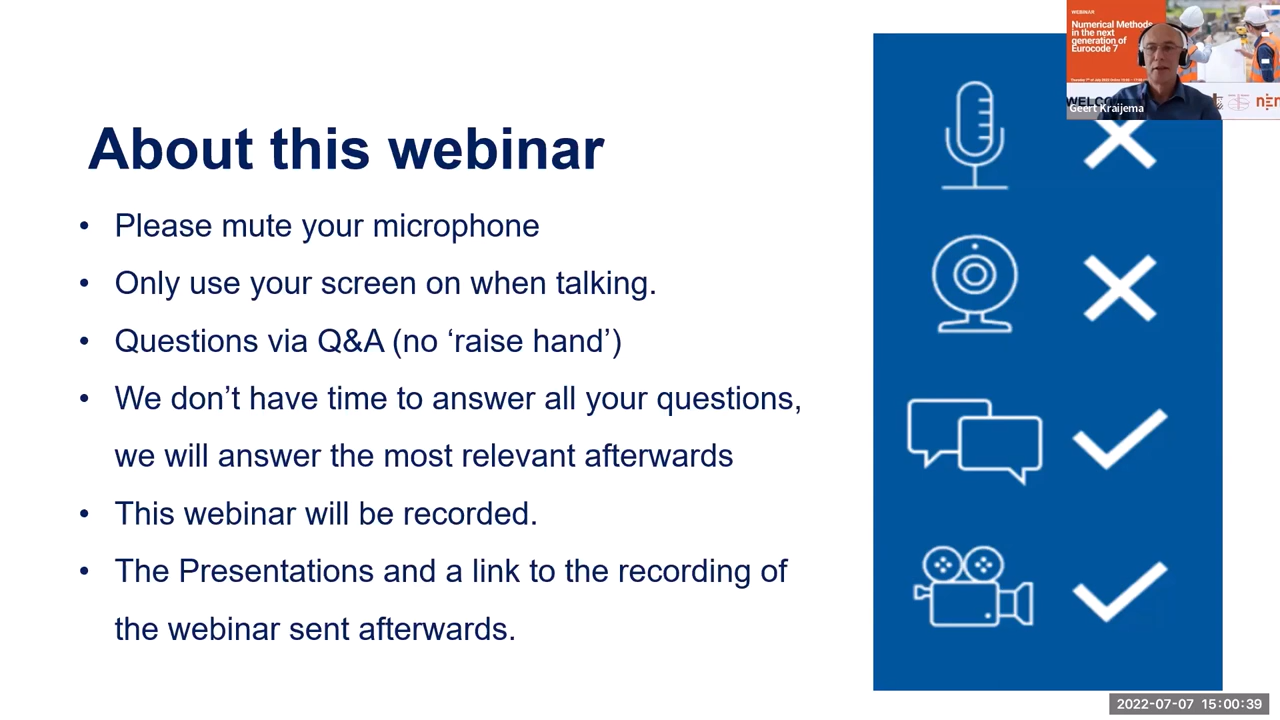 WEBINAR
Numerical Methods
in the next
generation of
Eurocode 7
Geert Kraijema
About this webinar
• Please mute your microphone
• Only use your screen on when talking.
• Questions via Q&A (no ‘raise hand’)
• We don’t have time to answer all your questions,
we will answer the most relevant afterwards
• This webinar will be recorded.
• The Presentations and a link to the recording of
the webinar sent afterwards.
2022-07-07 15:00:39